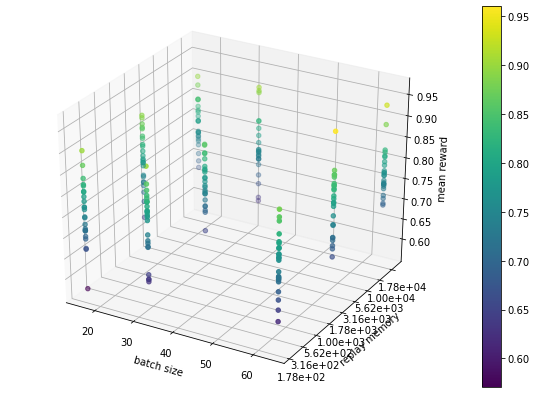 0.95
0.90
0.85
0.80
0.75
0.70
0.65
0.60
mean reward
0.95
0.90
0.85
0.80
0.75
0.70
0.65
0.60
1.78e+04
1.00e+04
5.62e+03
3.16e+03
1.78e+03
1.00e+03
5.62e+02
3.16e+02
1.78e+02
replay memory
20
30
40
50
60
batch size